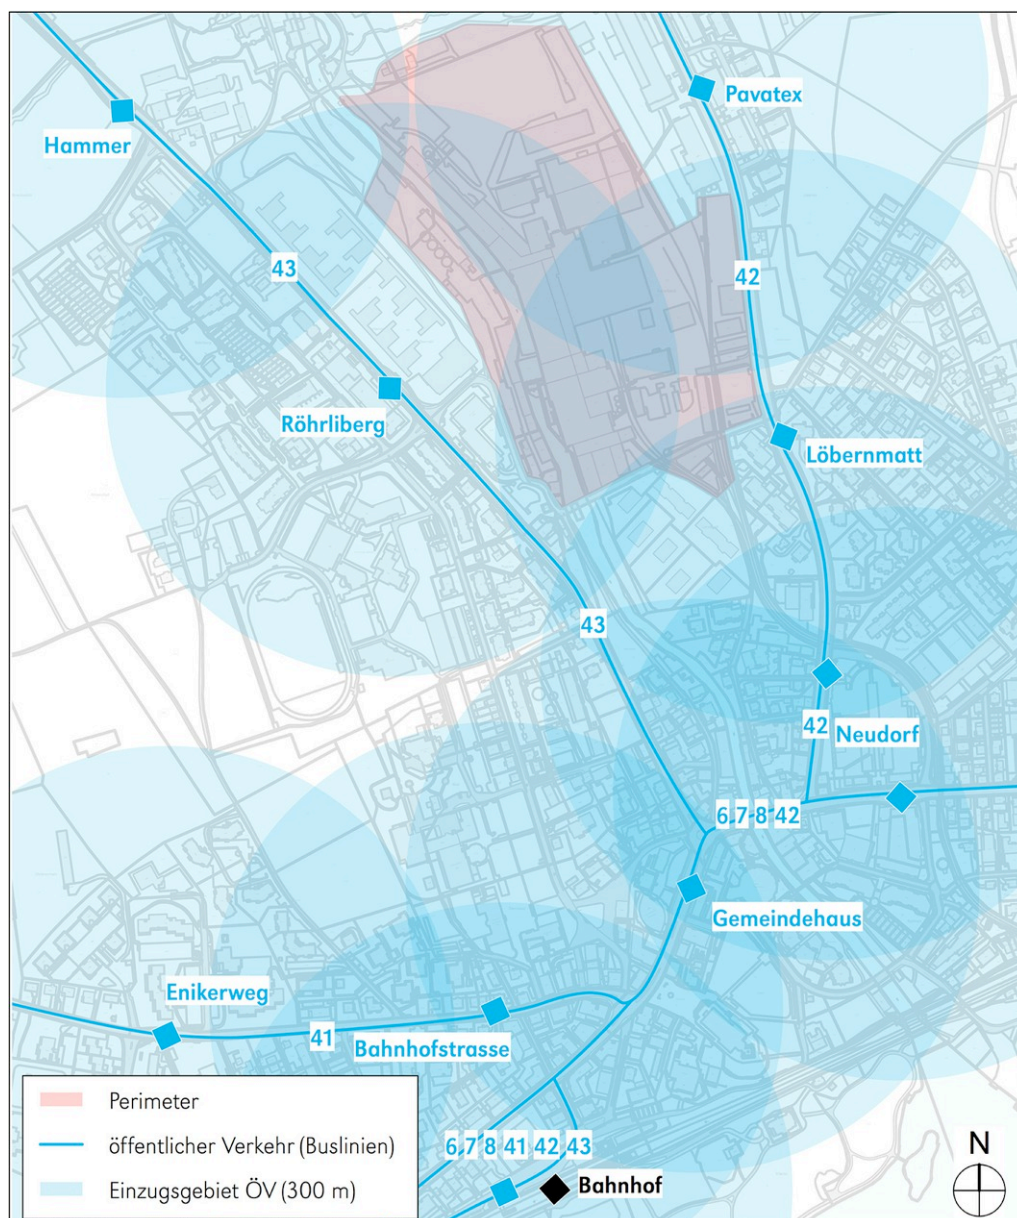 Pavatex
Hammer
43
42
Röhrliberg
Löbernmatt
43
42
Neudorf
6 7 8 42
Gemeindehaus
Enikerweg
41
Bahnhofstrasse
Perimeter
öffentlicher Verkehr (Buslinien)
Einzugsgebiet ÖV (300 m)
6 7 8 41 42 43
Bahnhof
N